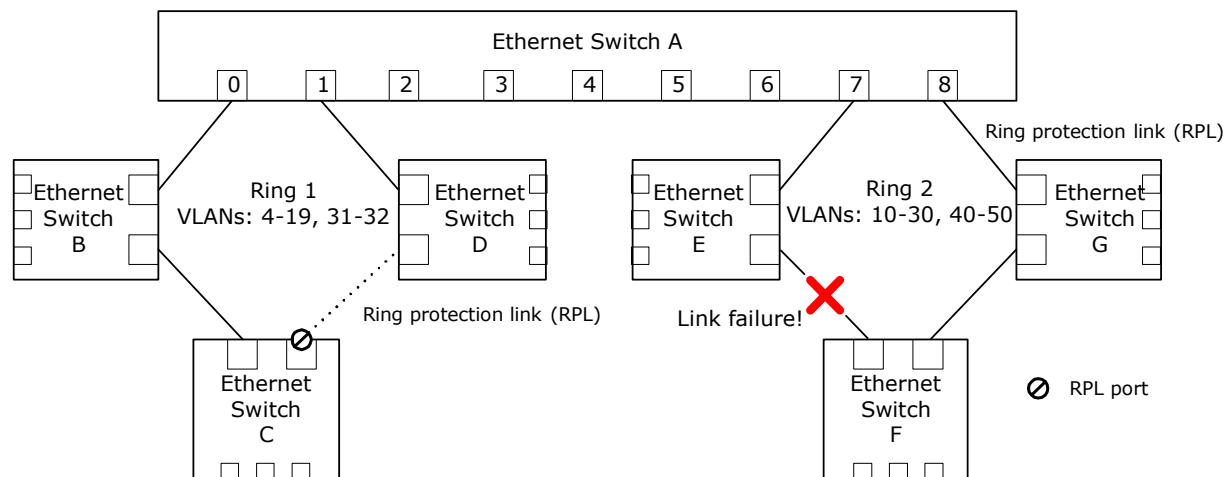 Ethernet Switch A
0 1 2 3 4 5 6 7 8
Ring protection link (RPL)
Ethernet
Switch
B
Ring 1
VLANs: 4-19, 31-32
Ethernet
Switch
D
Ethernet
Switch
E
Ring 2
VLANs: 10-30, 40-50
Ethernet
Switch
G
Ring protection link (RPL)
Link failure!
Ethernet
Switch
C
Ethernet
Switch
F
RPL port